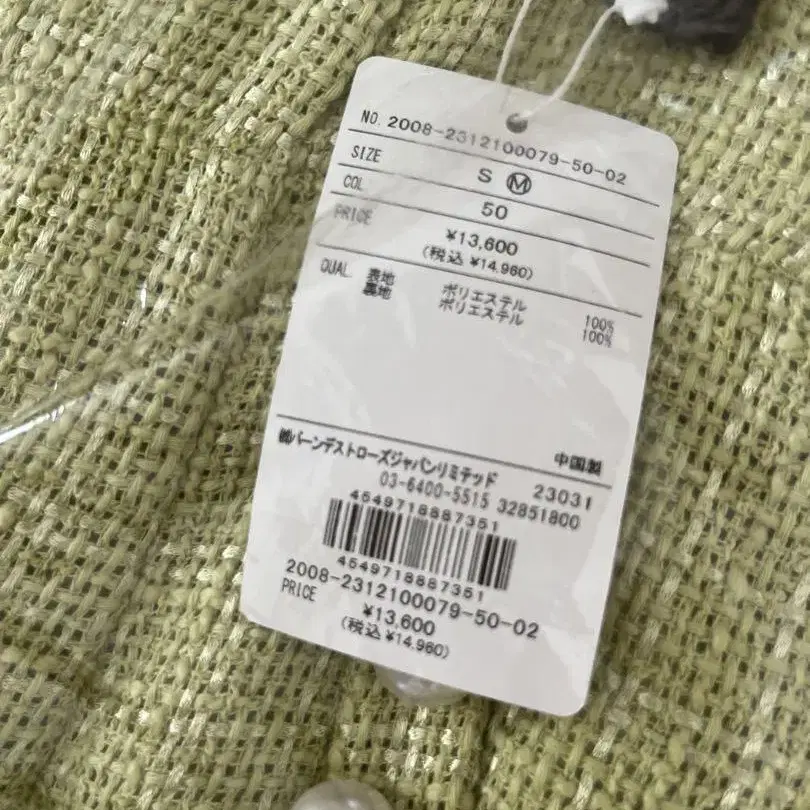 NO. 2008-2312100079-50-02
SIZE S Ⓜ
COL 50
PRICE ¥13,600
(税込 ¥14,960)
QUAL 表地 ポリエステル 100%
裏地 ポリエステル 100%
中国製
㈱バーンデストローズジャパンリミテッド 23031
03-6400-5515 32851800
4549718887351
4549718887351
2008-2312100079-50-02
PRICE ¥13,600
(税込 ¥14,960)